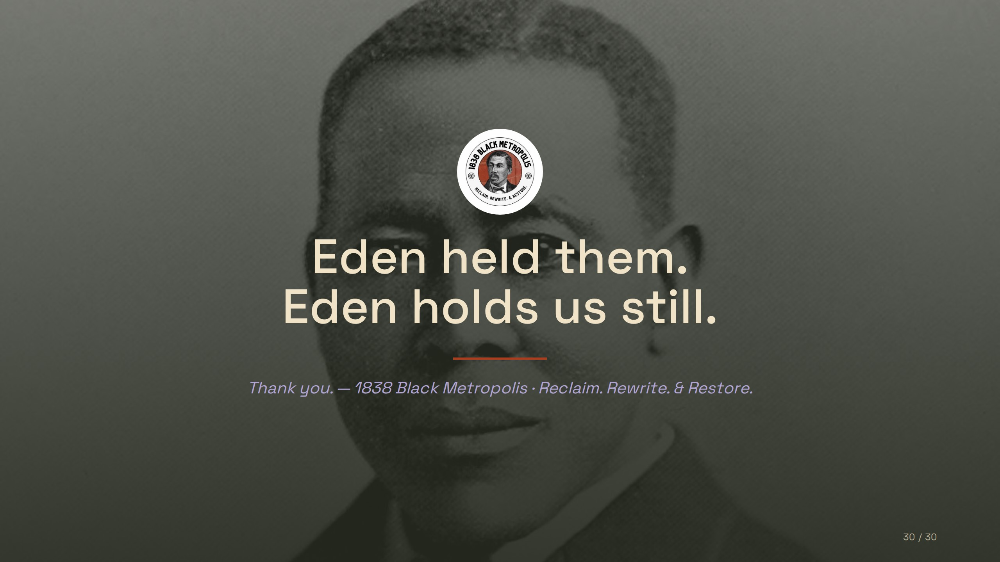 1838 BLACK METROPOLIS
RECLAIM. REWRITE. & RESTORE.
Eden held them.
Eden holds us still.
Thank you. — 1838 Black Metropolis · Reclaim. Rewrite. & Restore.
30 / 30